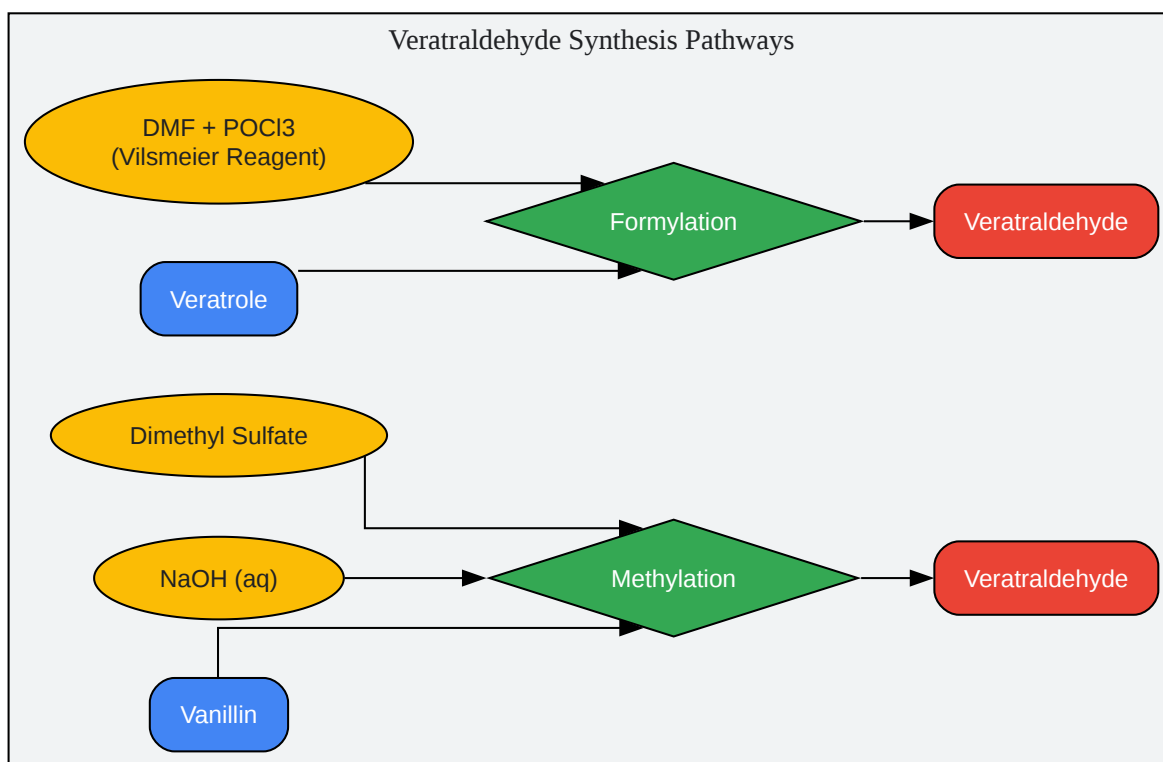 Veratraldehyde Synthesis Pathways
DMF + POCl3
(Vilsmeier Reagent)
Formylation
Veratraldehyde
Veratrole
Dimethyl Sulfate
NaOH (aq)
Methylation
Veratraldehyde
Vanillin